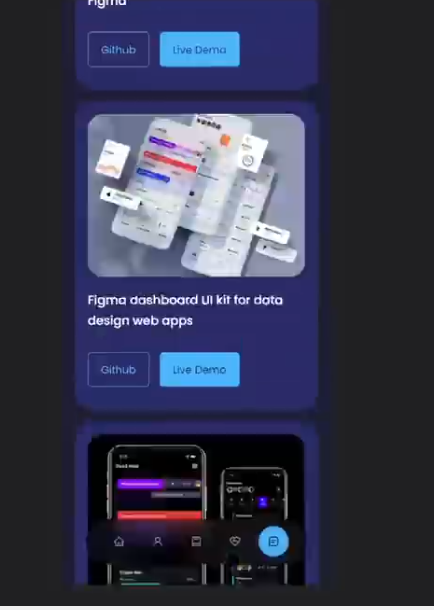 Figma
Github
Live Demo
Figma dashboard UI kit for data
design web apps
Github
Live Demo